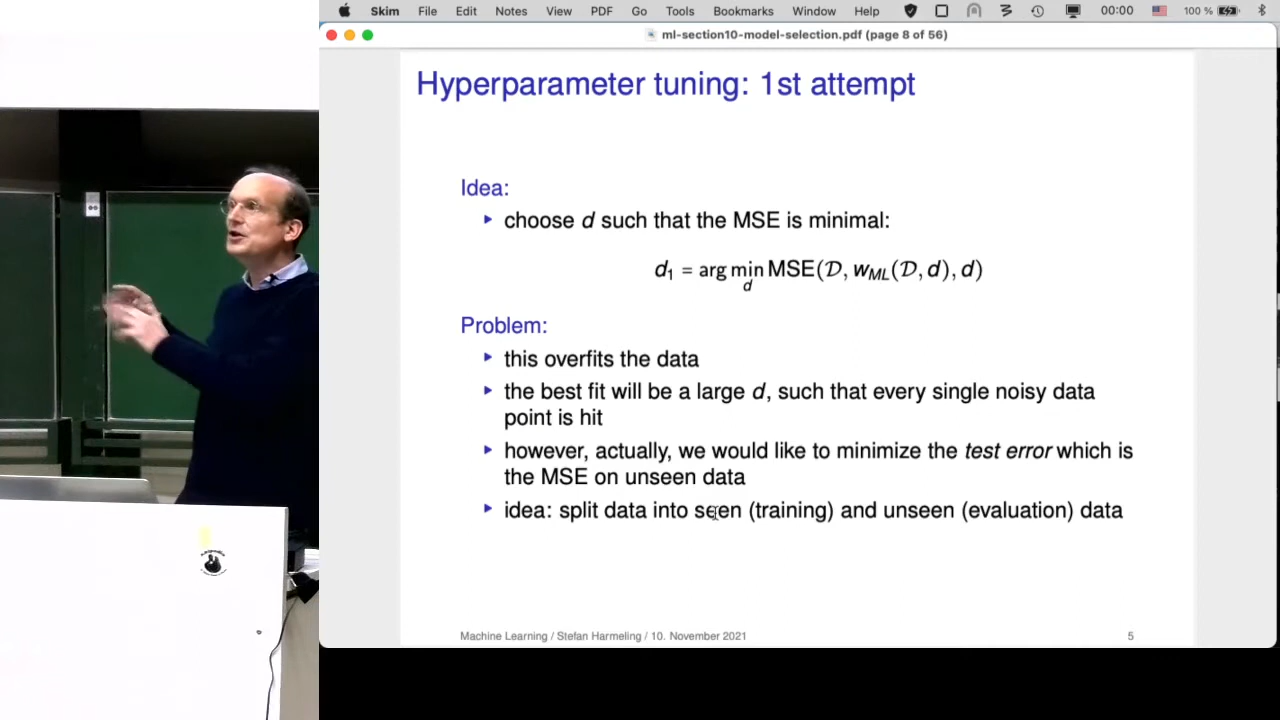 Skim File Edit Notes View PDF Go Tools Bookmarks Window Help 00:00 100 %
ml-section10-model-selection.pdf (page 8 of 56)
Hyperparameter tuning: 1st attempt
Idea:
‣ choose d such that the MSE is minimal:
d₁ = arg min_d MSE(𝒟, w_ML(𝒟, d), d)
Problem:
‣ this overfits the data
‣ the best fit will be a large d, such that every single noisy data
point is hit
‣ however, actually, we would like to minimize the test error which is
the MSE on unseen data
‣ idea: split data into seen (training) and unseen (evaluation) data
Machine Learning / Stefan Harmeling / 10. November 2021 5